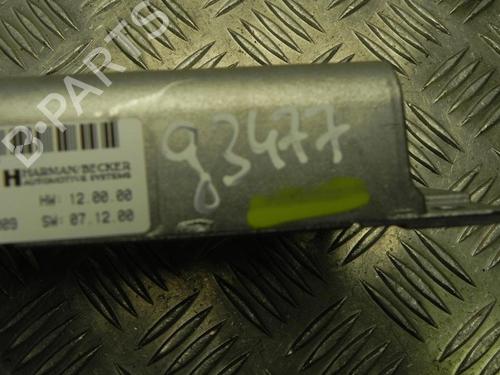 B-PARTS
HARMAN/BECKER
AUTOMOTIVE SYSTEMS
HW: 12.00.00
SW: 07.12.00
93477